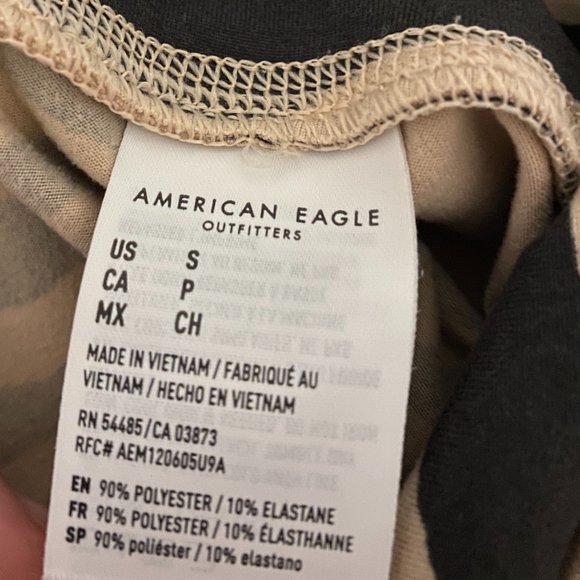 AMERICAN EAGLE
OUTFITTERS
US S
CA P
MX CH
MADE IN VIETNAM / FABRIQUÉ AU
VIETNAM / HECHO EN VIETNAM
RN 54485/CA 03873
RFC# AEM120605U9A
EN 90% POLYESTER / 10% ELASTANE
FR 90% POLYESTER / 10% ÉLASTHANNE
SP 90% poliéster / 10% elastano